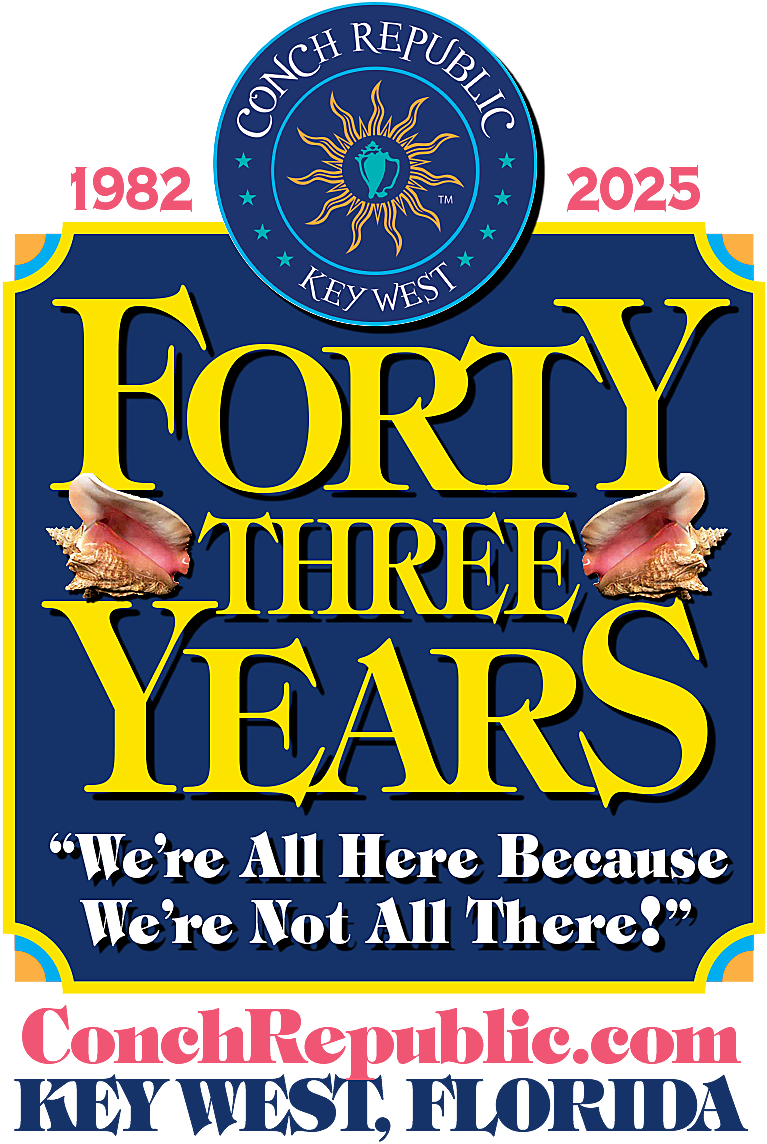 CONCH REPUBLIC
1982
2025
TM
KEY WEST
FORTY
THREE
YEARS
“We’re All Here Because
We’re Not All There!”
ConchRepublic.com
KEY WEST, FLORIDA